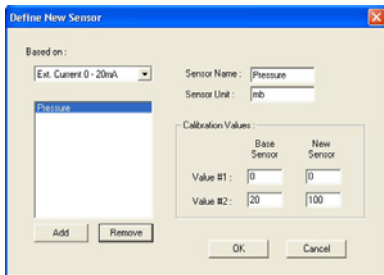 Define New Sensor
Based on :
Ext. Current 0 - 20mA
Pressure
Add Remove
Sensor Name : Pressure
Sensor Unit : mb
Calibration Values :
Base Sensor New Sensor
Value #1 : 0 0
Value #2 : 20 100
OK Cancel